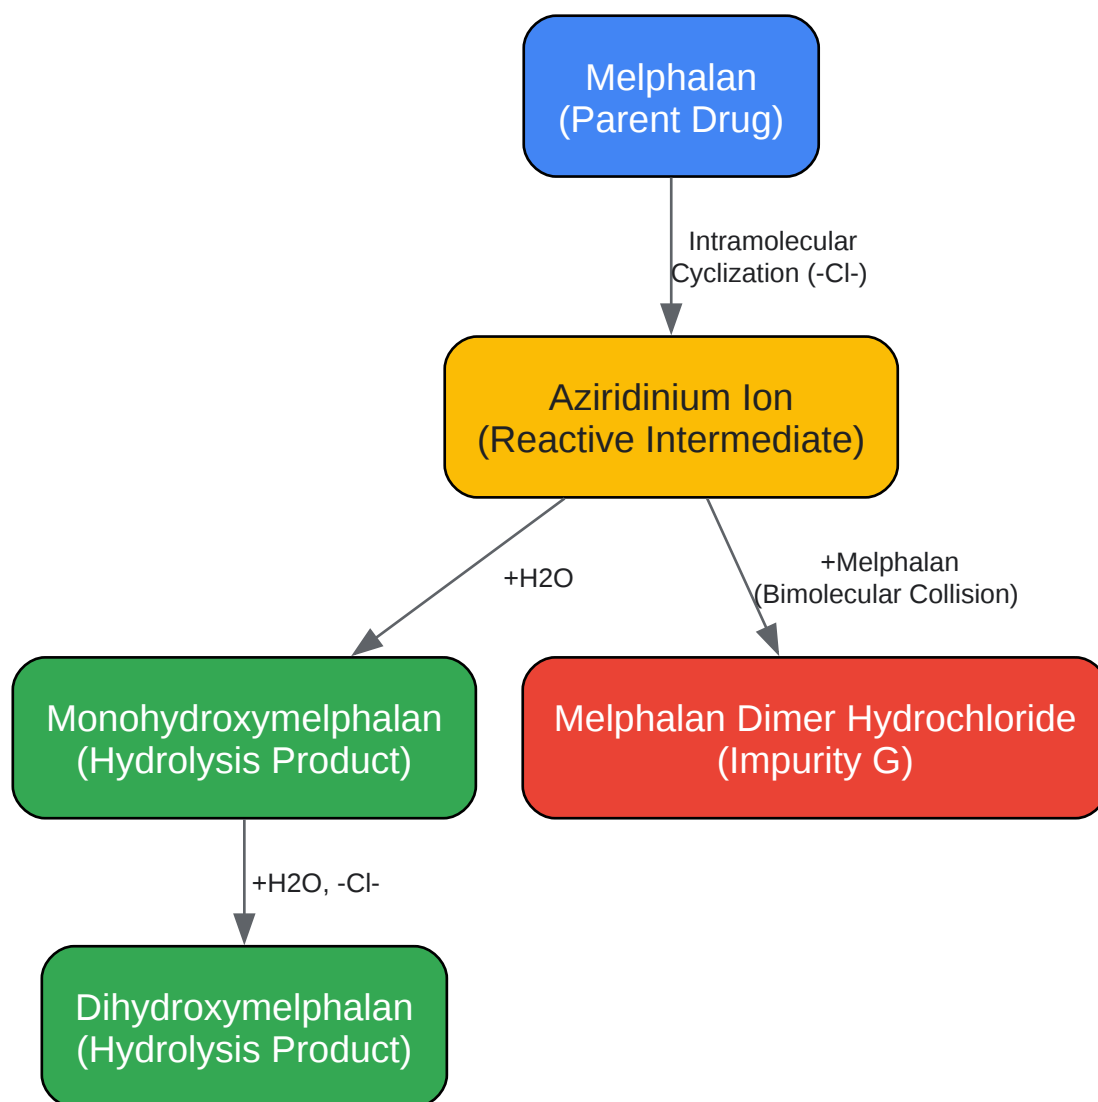 Melphalan
(Parent Drug)
Intramolecular
Cyclization (-Cl-)
Aziridinium Ion
(Reactive Intermediate)
+H2O
+Melphalan
(Bimolecular Collision)
Monohydroxymelphalan
(Hydrolysis Product)
Melphalan Dimer Hydrochloride
(Impurity G)
+H2O, -Cl-
Dihydroxymelphalan
(Hydrolysis Product)